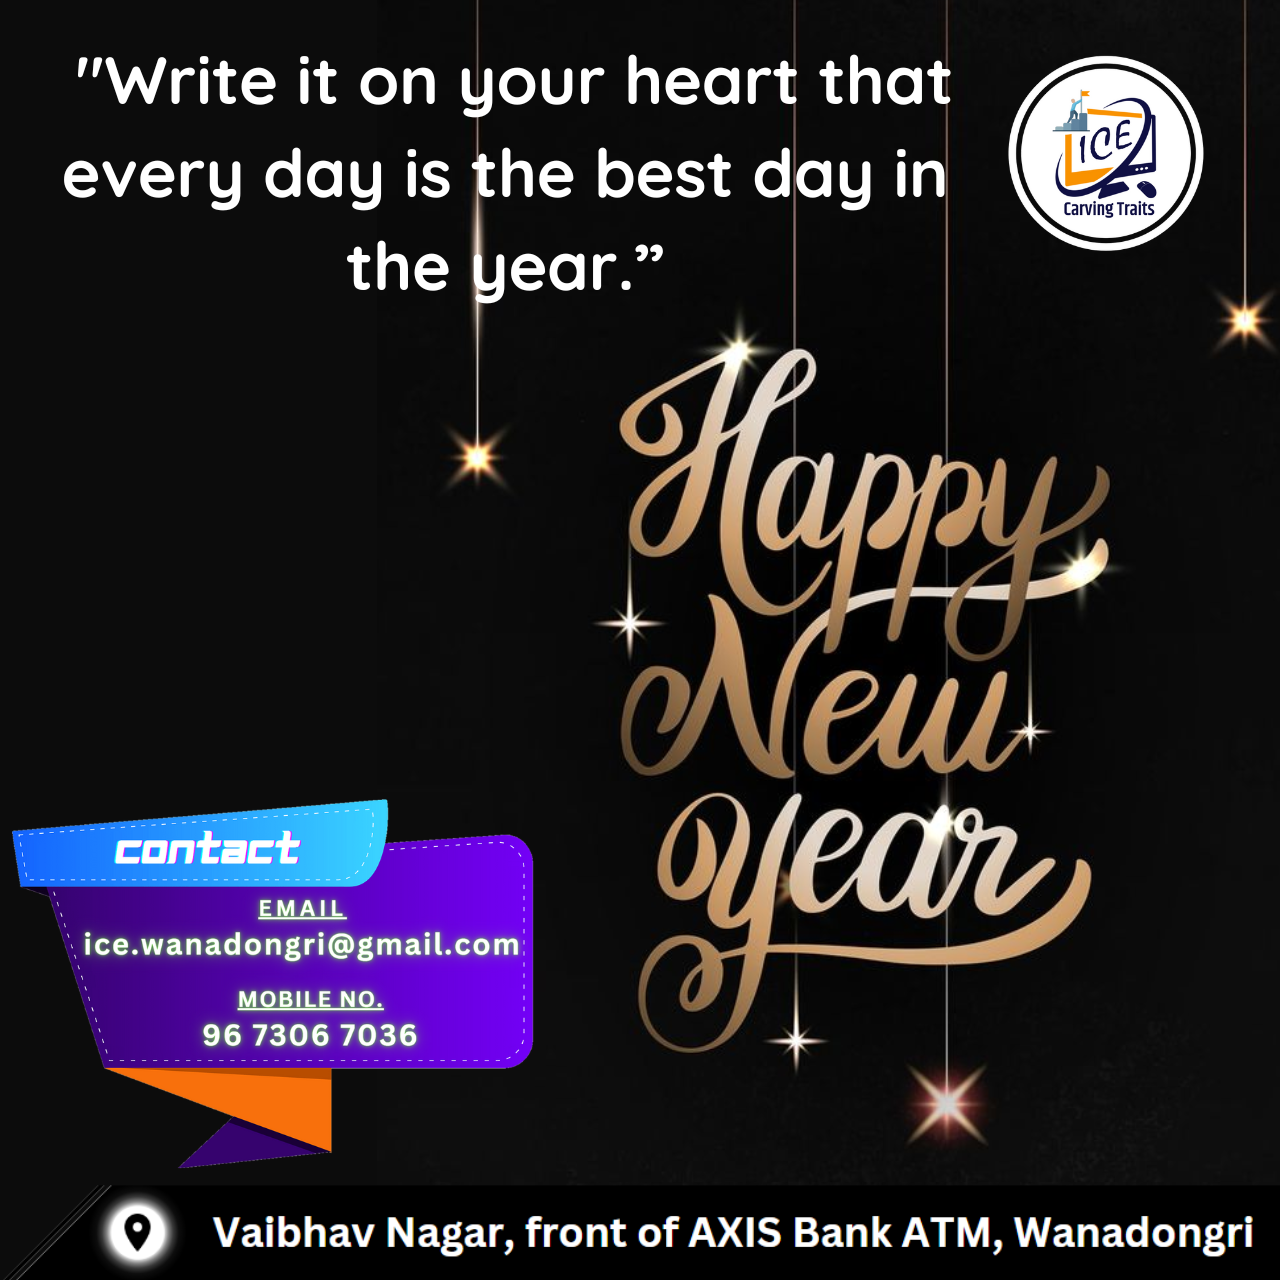 "Write it on your heart that
every day is the best day in
the year.”
ICE
Carving Traits
Happy
New
Year
contact
EMAIL
ice.wanadongri@gmail.com
MOBILE NO.
96 7306 7036
Vaibhav Nagar, front of AXIS Bank ATM, Wanadongri